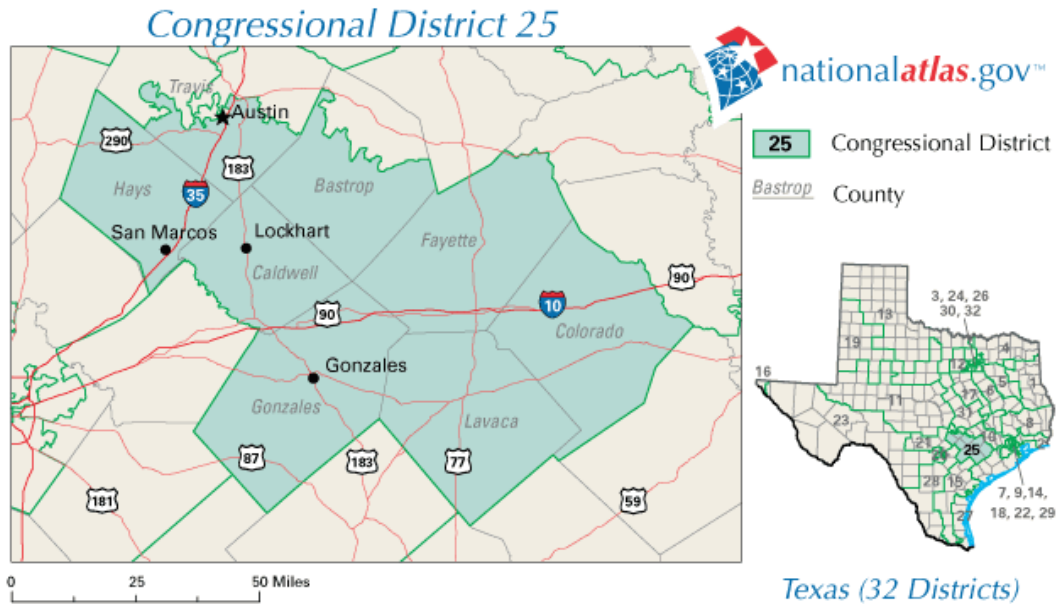 Congressional District 25
nationalatlas.gov™
Travis
Austin
290
183
25 Congressional District
Hays
35
Bastrop
Bastrop County
San Marcos
Lockhart
Fayette
Caldwell
90
90
10
Colorado
3, 24, 26
30, 32
13
19
4
16
12
5
1
Gonzales
17
6
11
31
8
23
Gonzales
Lavaca
21
10
25
87
183
77
28
15
181
59
7, 9,14,
18, 22, 29
27
0 25 50 Miles
Texas (32 Districts)